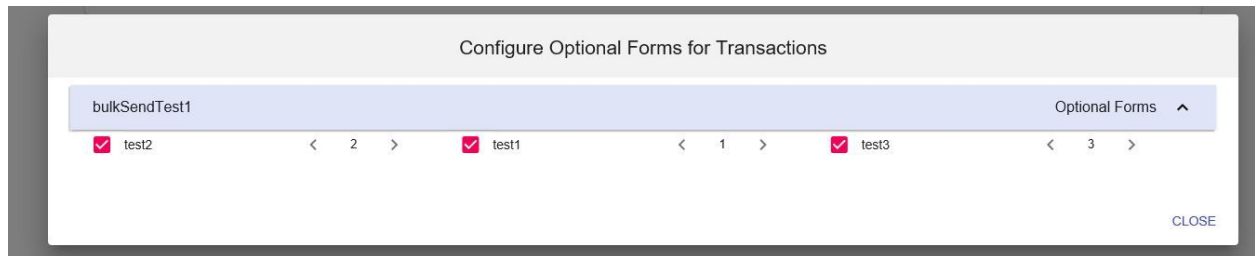 Configure Optional Forms for Transactions
bulkSendTest1 Optional Forms
test2 < 2 > test1 < 1 > test3 < 3 >
CLOSE